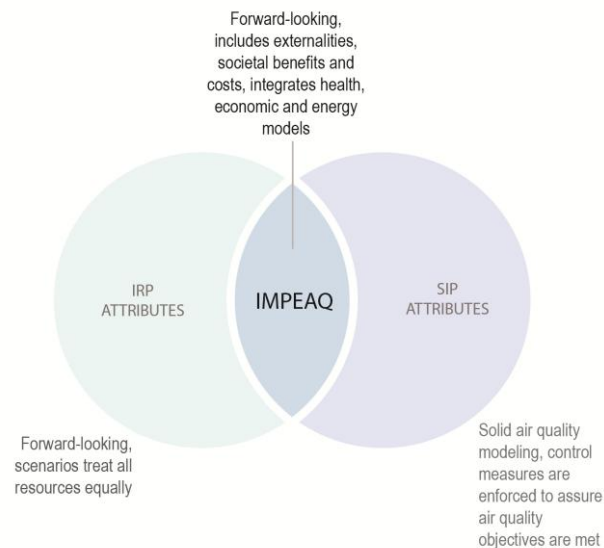 Forward-looking,
includes externalities,
societal benefits and
costs, integrates health,
economic and energy
models
IRP
ATTRIBUTES
IMPEAQ
SIP
ATTRIBUTES
Forward-looking,
scenarios treat all
resources equally
Solid air quality
modeling, control
measures are
enforced to assure
air quality
objectives are met